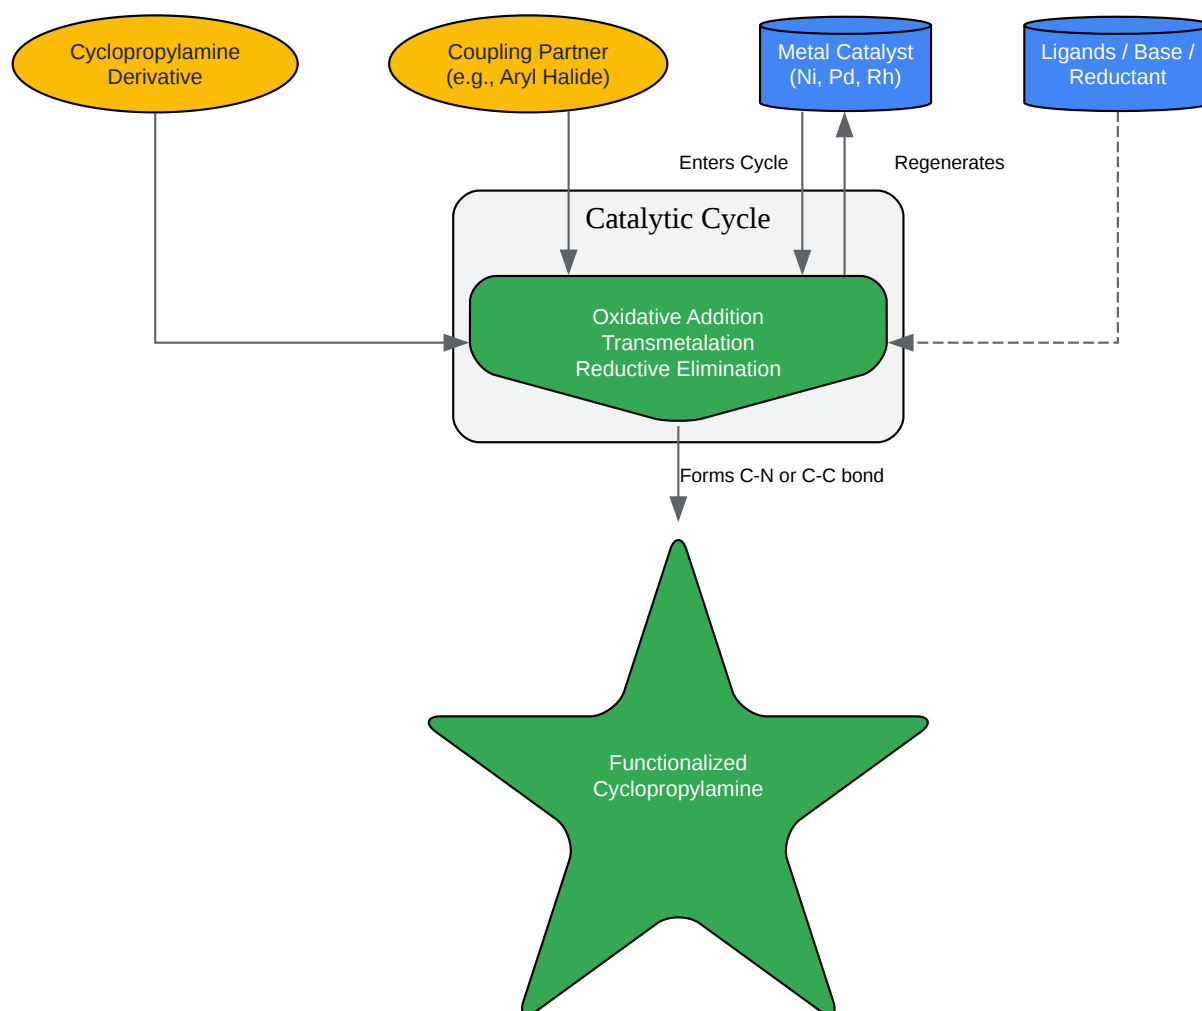 Cyclopropylamine
Derivative
Coupling Partner
(e.g., Aryl Halide)
Metal Catalyst
(Ni, Pd, Rh)
Ligands / Base /
Reductant
Enters Cycle
Regenerates
Catalytic Cycle
Oxidative Addition
Transmetalation
Reductive Elimination
Forms C-N or C-C bond
Functionalized
Cyclopropylamine